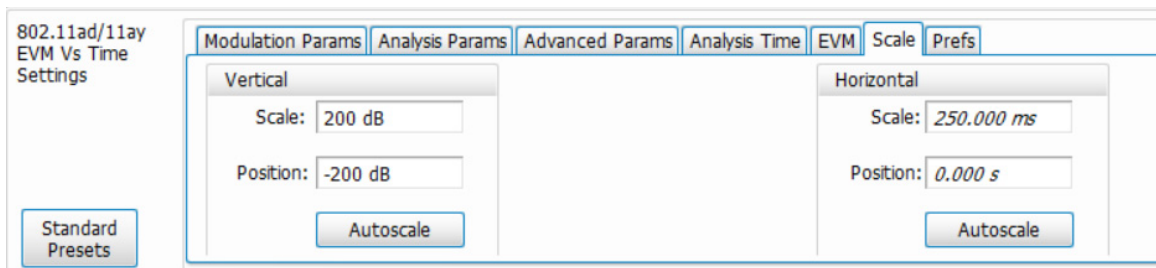 802.11ad/11ay
EVM Vs Time
Settings
Modulation Params Analysis Params Advanced Params Analysis Time EVM Scale Prefs
Vertical Horizontal
Scale: 200 dB Scale: 250.000 ms
Position: -200 dB Position: 0.000 s
Autoscale Autoscale
Standard
Presets